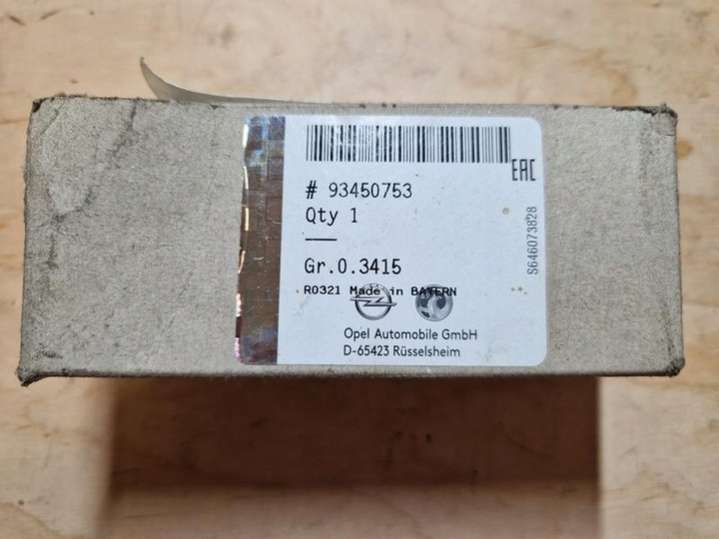 EAC
# 93450753
Qty 1
Gr.0.3415
R0321 Made in BAYERN
Opel Automobile GmbH
D-65423 Rüsselsheim
S646073828